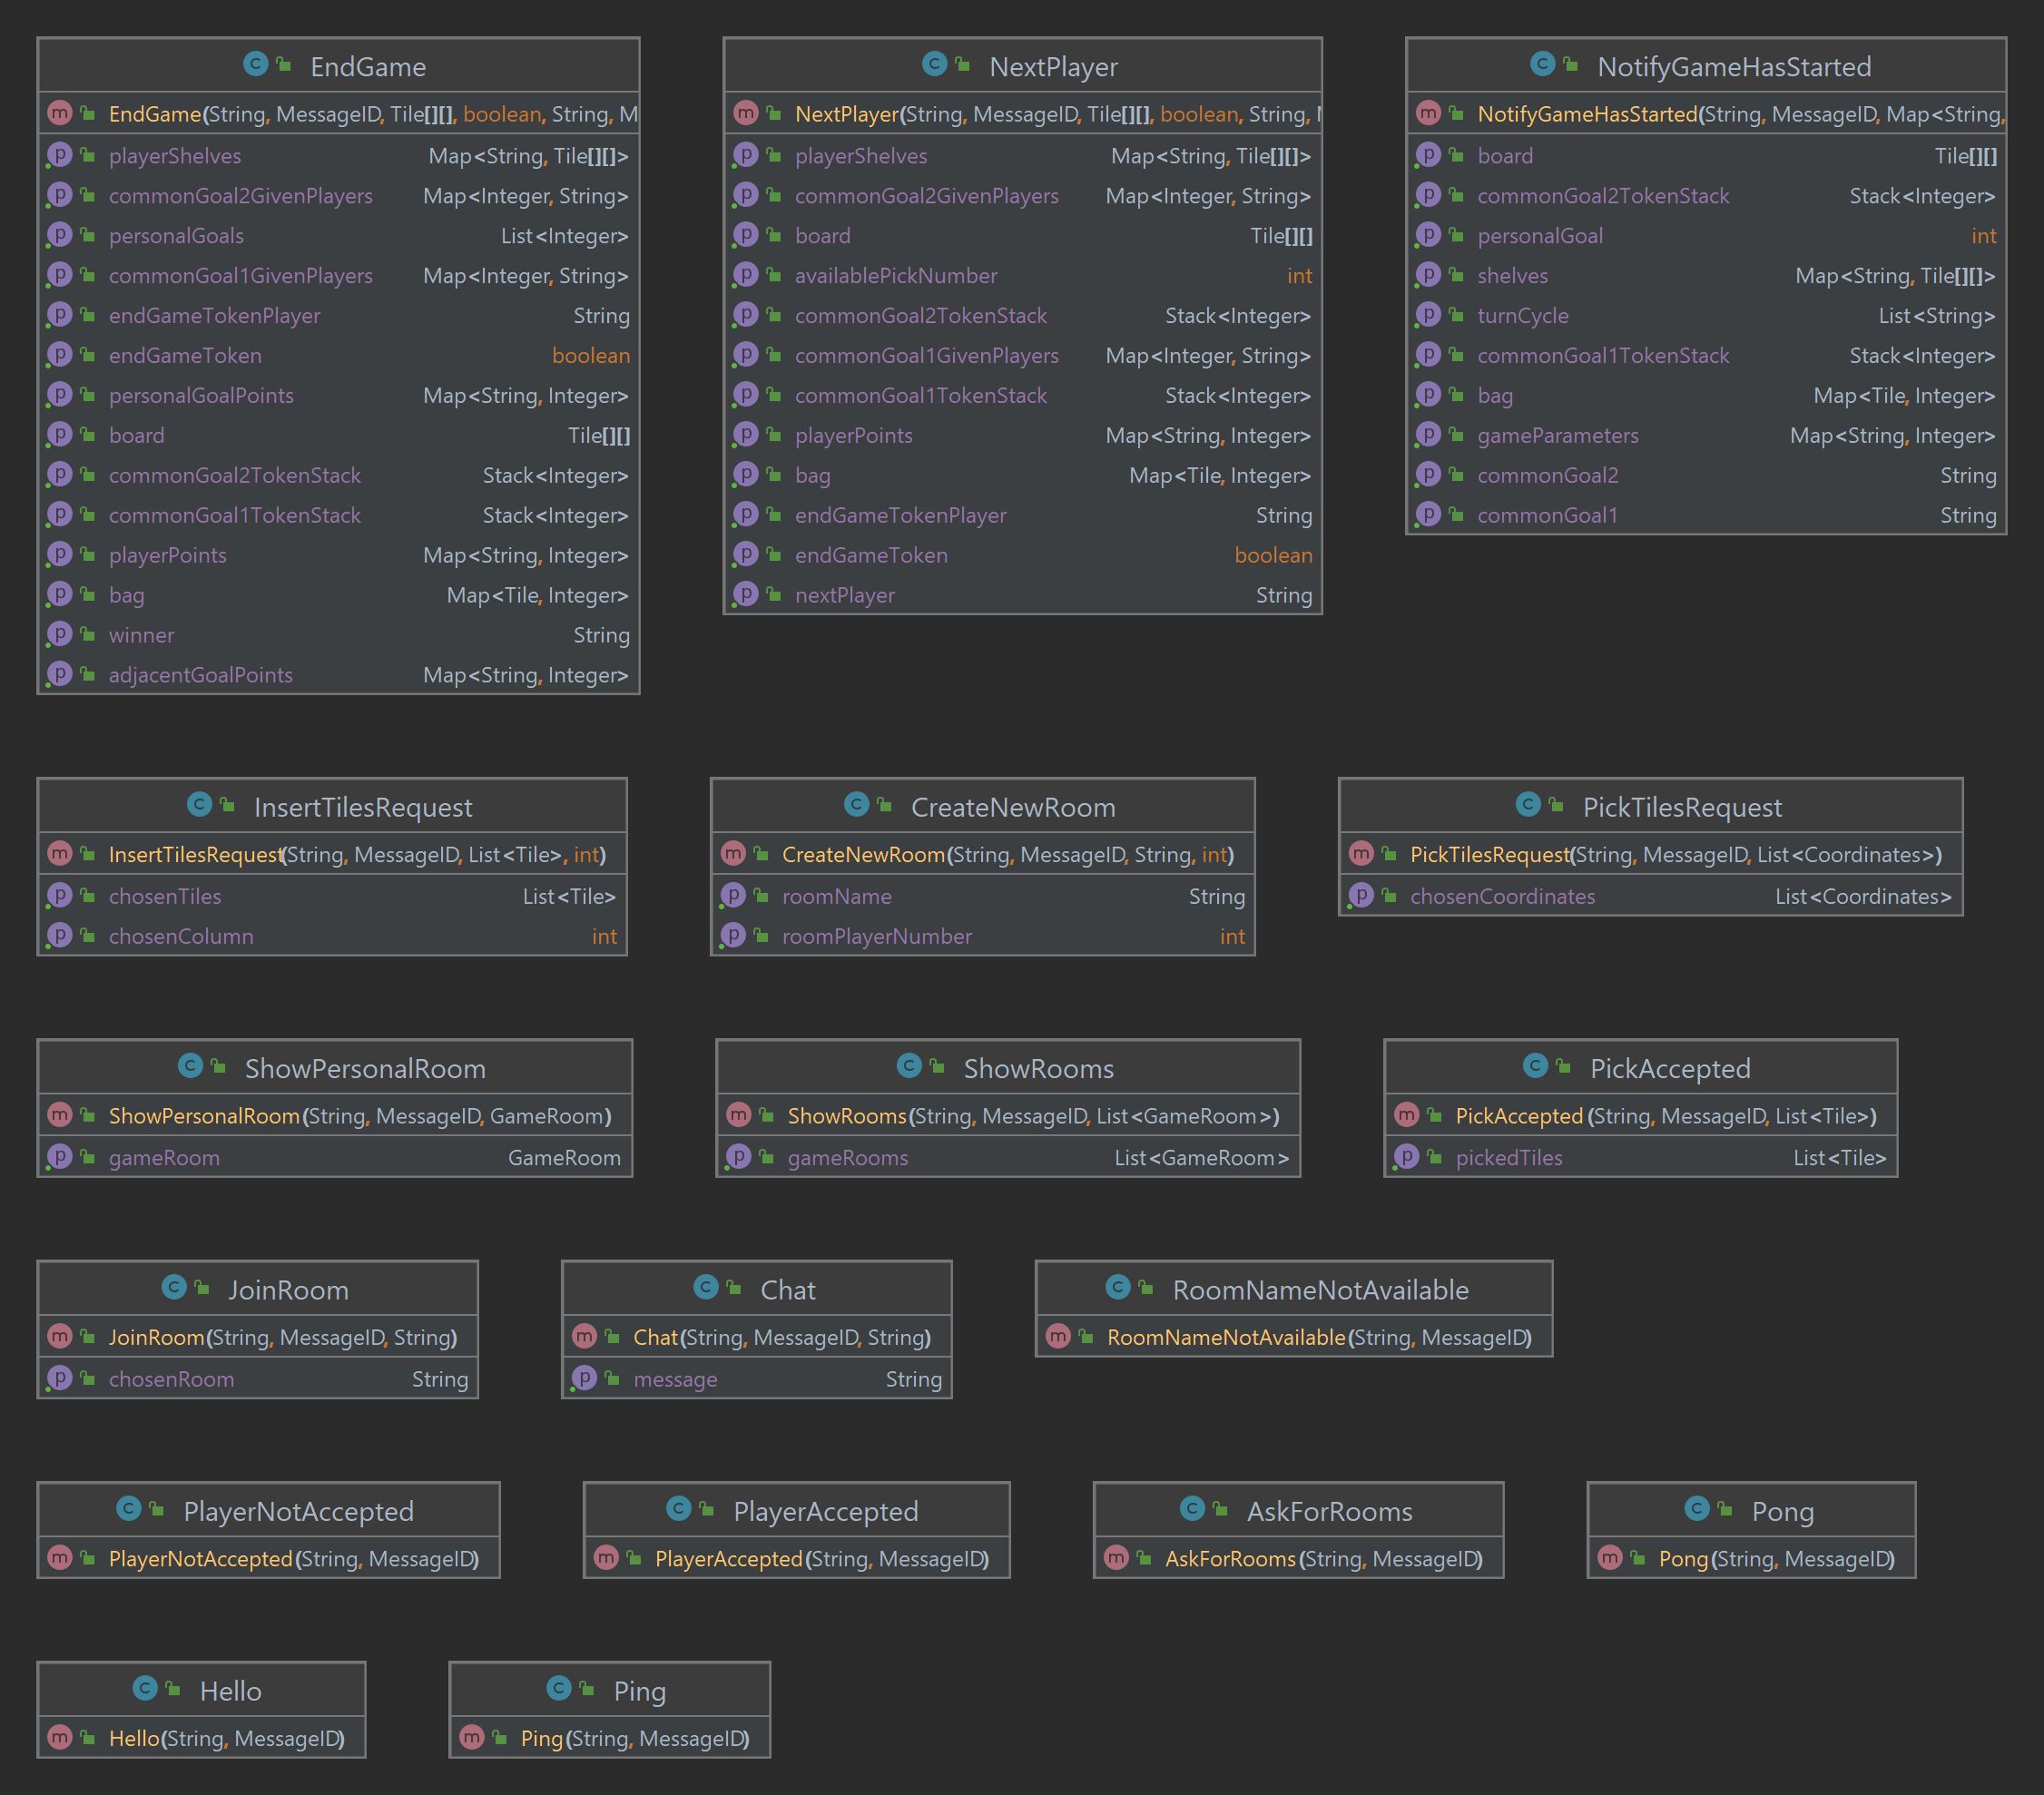 EndGame
EndGame(String, MessageID, Tile[][], boolean, String, M
playerShelves Map<String, Tile[][]>
commonGoal2GivenPlayers Map<Integer, String>
personalGoals List<Integer>
commonGoal1GivenPlayers Map<Integer, String>
endGameTokenPlayer String
endGameToken boolean
personalGoalPoints Map<String, Integer>
board Tile[][]
commonGoal2TokenStack Stack<Integer>
commonGoal1TokenStack Stack<Integer>
playerPoints Map<String, Integer>
bag Map<Tile, Integer>
winner String
adjacentGoalPoints Map<String, Integer>
NextPlayer
NextPlayer(String, MessageID, Tile[][], boolean, String, M
playerShelves Map<String, Tile[][]>
commonGoal2GivenPlayers Map<Integer, String>
board Tile[][]
availablePickNumber int
commonGoal2TokenStack Stack<Integer>
commonGoal1GivenPlayers Map<Integer, String>
commonGoal1TokenStack Stack<Integer>
playerPoints Map<String, Integer>
bag Map<Tile, Integer>
endGameTokenPlayer String
endGameToken boolean
nextPlayer String
NotifyGameHasStarted
NotifyGameHasStarted(String, MessageID, Map<String,
board Tile[][]
commonGoal2TokenStack Stack<Integer>
personalGoal int
shelves Map<String, Tile[][]>
turnCycle List<String>
commonGoal1TokenStack Stack<Integer>
bag Map<Tile, Integer>
gameParameters Map<String, Integer>
commonGoal2 String
commonGoal1 String
InsertTilesRequest
InsertTilesRequest(String, MessageID, List<Tile>, int)
chosenTiles List<Tile>
chosenColumn int
CreateNewRoom
CreateNewRoom(String, MessageID, String, int)
roomName String
roomPlayerNumber int
PickTilesRequest
PickTilesRequest(String, MessageID, List<Coordinates>)
chosenCoordinates List<Coordinates>
ShowPersonalRoom
ShowPersonalRoom(String, MessageID, GameRoom)
gameRoom GameRoom
ShowRooms
ShowRooms(String, MessageID, List<GameRoom>)
gameRooms List<GameRoom>
PickAccepted
PickAccepted(String, MessageID, List<Tile>)
pickedTiles List<Tile>
JoinRoom
JoinRoom(String, MessageID, String)
chosenRoom String
Chat
Chat(String, MessageID, String)
message String
RoomNameNotAvailable
RoomNameNotAvailable(String, MessageID)
PlayerNotAccepted
PlayerNotAccepted(String, MessageID)
PlayerAccepted
PlayerAccepted(String, MessageID)
AskForRooms
AskForRooms(String, MessageID)
Pong
Pong(String, MessageID)
Hello
Hello(String, MessageID)
Ping
Ping(String, MessageID)